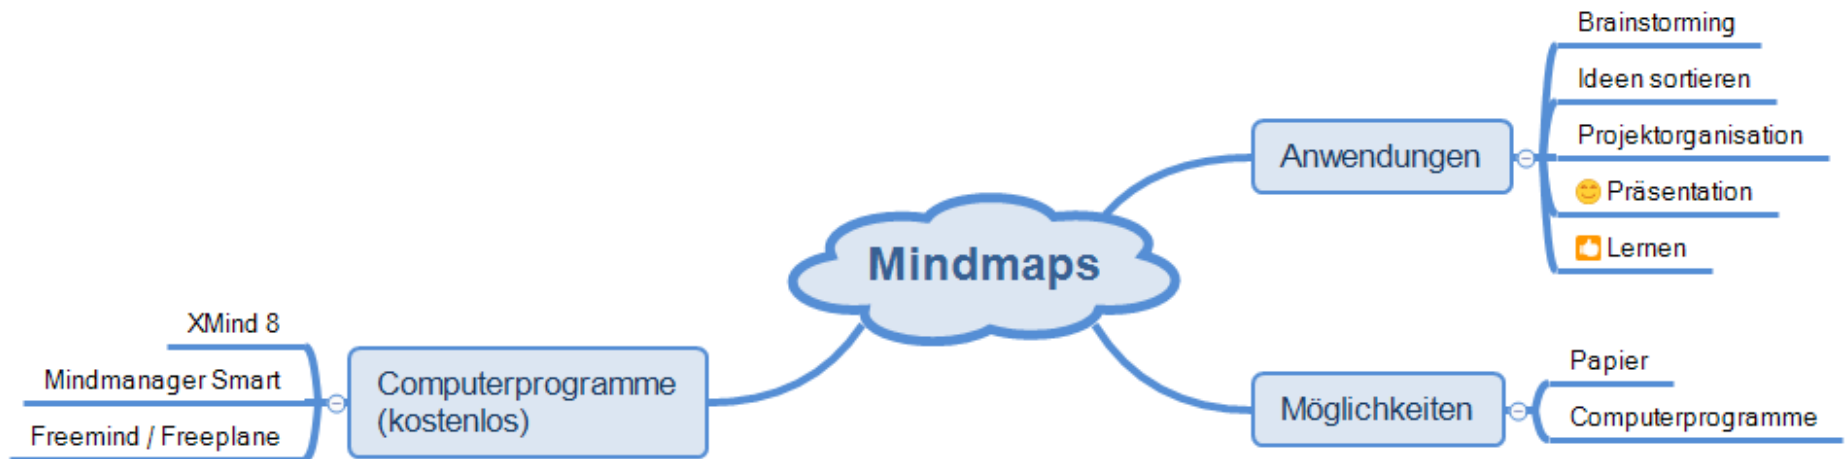 Mindmaps
Anwendungen
Brainstorming
Ideen sortieren
Projektorganisation
😊 Präsentation
👍 Lernen
Möglichkeiten
Papier
Computerprogramme
Computerprogramme
(kostenlos)
XMind 8
Mindmanager Smart
Freemind / Freeplane